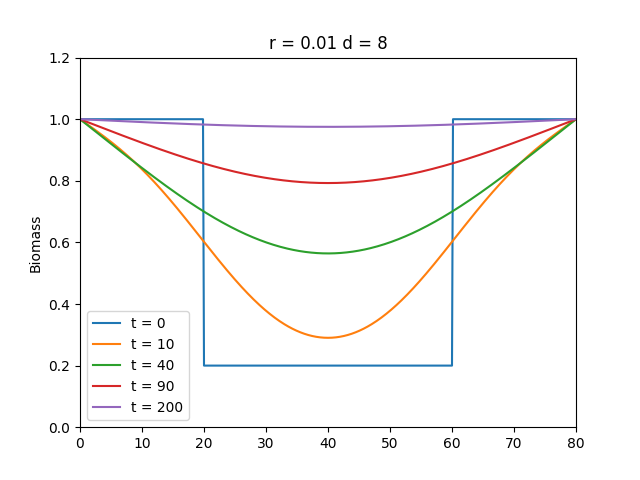 r = 0.01 d = 8
1.2
1.0
0.8
0.6
0.4
0.2
0.0
Biomass
t = 0
t = 10
t = 40
t = 90
t = 200
0 10 20 30 40 50 60 70 80